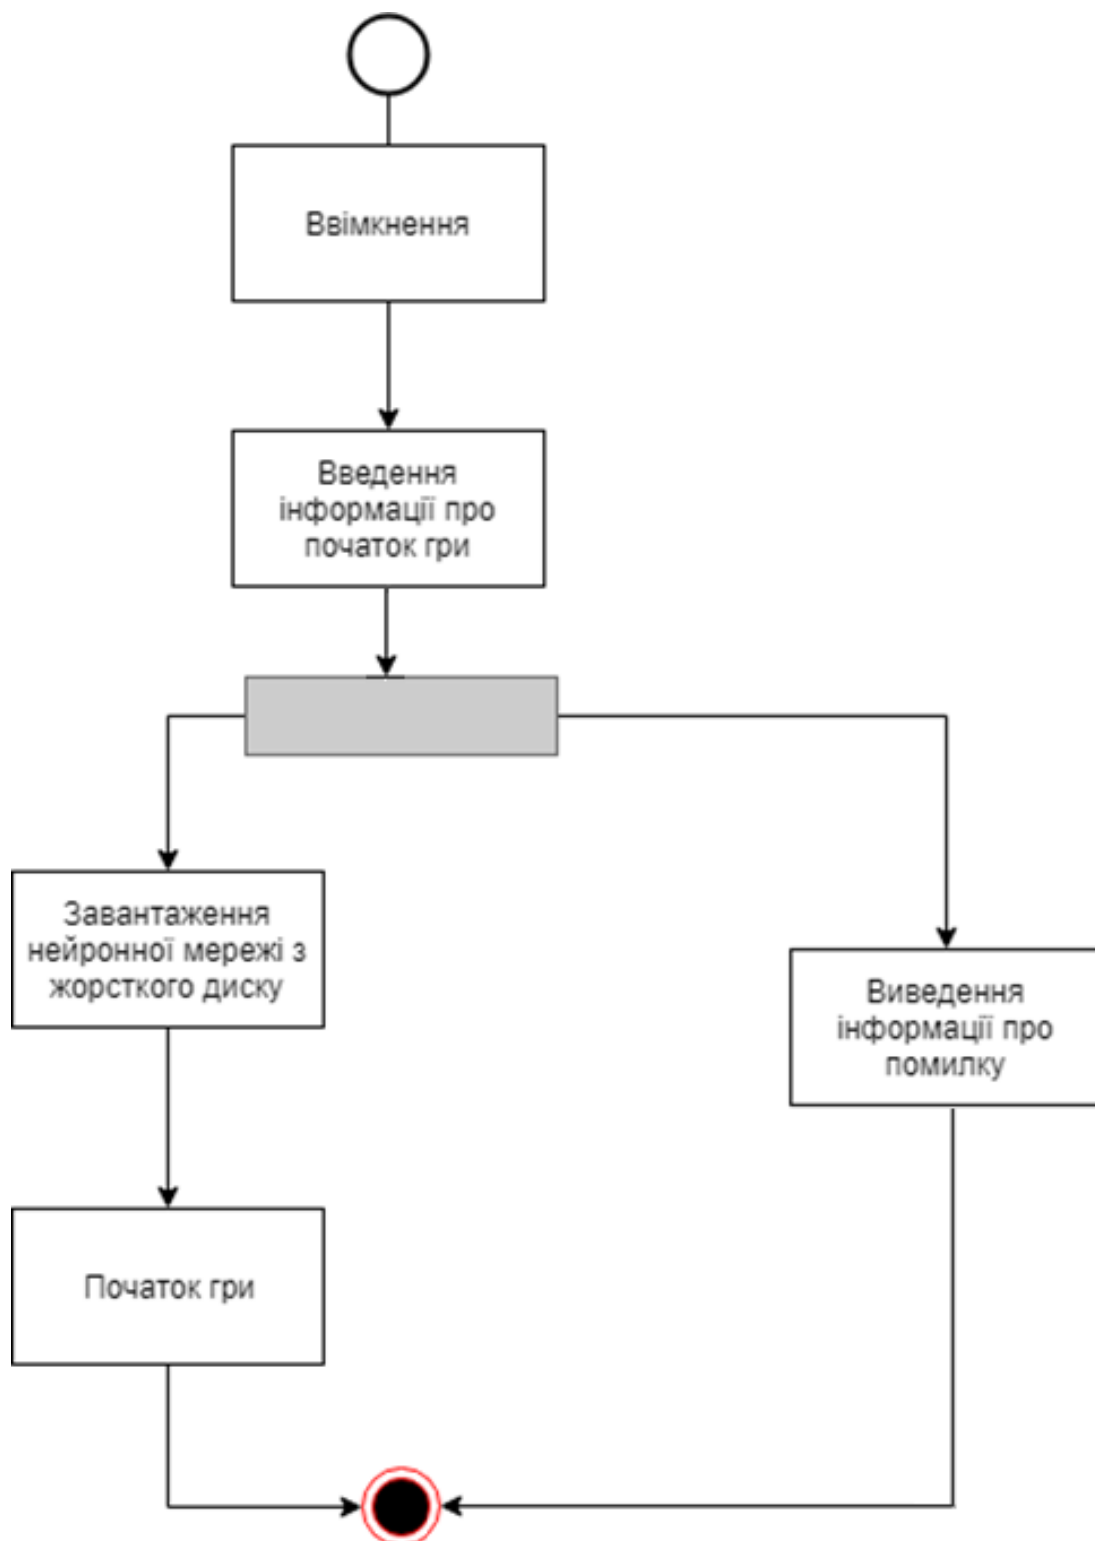 Ввімкнення
Введення
інформації про
початок гри
Завантаження
нейронної мережі з
жорсткого диску
Виведення
інформації про
помилку
Початок гри